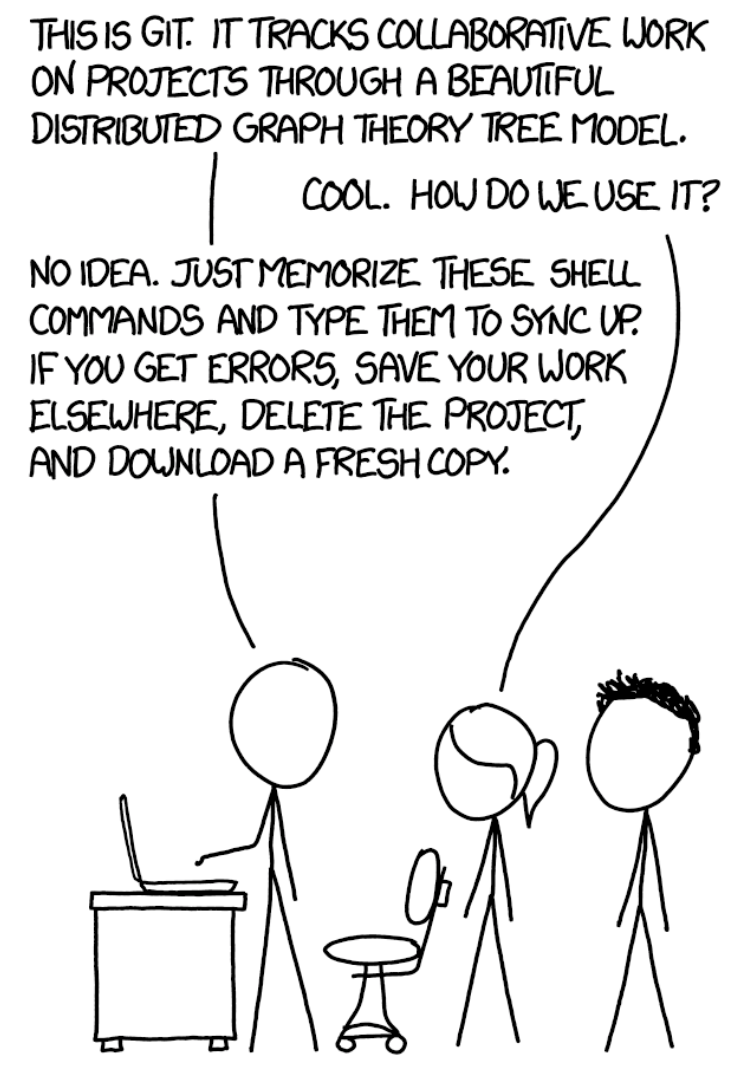 THIS IS GIT. IT TRACKS COLLABORATIVE WORK
ON PROJECTS THROUGH A BEAUTIFUL
DISTRIBUTED GRAPH THEORY TREE MODEL.
COOL. HOW DO WE USE IT?
NO IDEA. JUST MEMORIZE THESE SHELL
COMMANDS AND TYPE THEM TO SYNC UP.
IF YOU GET ERRORS, SAVE YOUR WORK
ELSEWHERE, DELETE THE PROJECT,
AND DOWNLOAD A FRESH COPY.